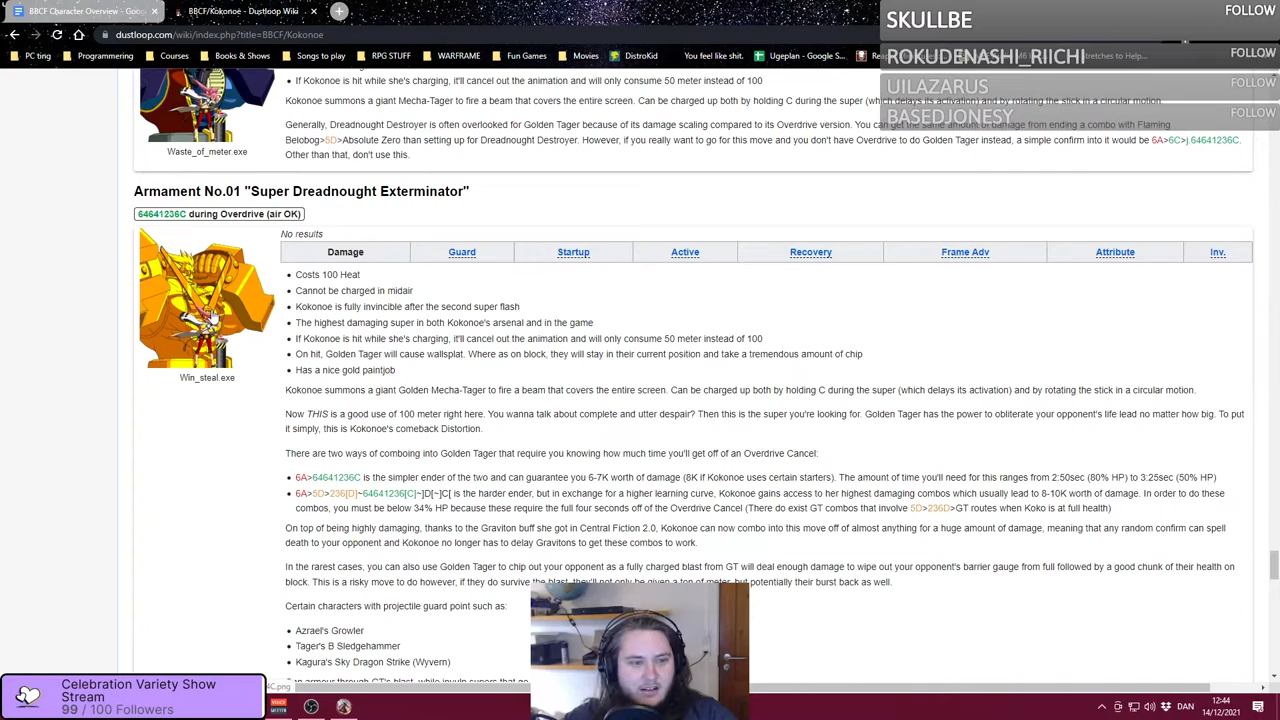 BBCF Character Overview - Goog
BBCF/Kokonoe - Dustloop Wiki
dustloop.com/wiki/index.php?title=BBCF/Kokonoe
PC ting
Programmering
Courses
Books & Shows
Songs to play
RPG STUFF
WARFRAME
Fun Games
Movies
DistroKid
You feel like shit.
Ugeplan - Google S...
Stretches to Help...
SKULLBE
FOLLOW
ROKUDENASHI_RIICHI
FOLLOW
UILAZARUS
FOLLOW
BASEDJONESY
FOLLOW
If Kokonoe is hit while she's charging, it'll cancel out the animation and will only consume 50 meter instead of 100
Kokonoe summons a giant Mecha-Tager to fire a beam that covers the entire screen. Can be charged up both by holding C during the super (which delays its activation) and by rotating the stick in a circular motion.
Generally, Dreadnought Destroyer is often overlooked for Golden Tager because of its damage scaling compared to its Overdrive version. You can get the same amount of damage from ending a combo with Flaming
Belobog>5D>Absolute Zero than setting up for Dreadnought Destroyer. However, if you really want to go for this move and you don't have Overdrive to do Golden Tager instead, a simple confirm into it would be 6A>6C>j.64641236C.
Other than that, don't use this.
Waste_of_meter.exe
Armament No.01 "Super Dreadnought Exterminator"
64641236C during Overdrive (air OK)
No results
Damage Guard Startup Active Recovery Frame Adv Attribute Inv.
Costs 100 Heat
Cannot be charged in midair
Kokonoe is fully invincible after the second super flash
The highest damaging super in both Kokonoe's arsenal and in the game
If Kokonoe is hit while she's charging, it'll cancel out the animation and will only consume 50 meter instead of 100
On hit, Golden Tager will cause wallsplat. Where as on block, they will stay in their current position and take a tremendous amount of chip
Has a nice gold paintjob
Win_steal.exe
Kokonoe summons a giant Golden Mecha-Tager to fire a beam that covers the entire screen. Can be charged up both by holding C during the super (which delays its activation) and by rotating the stick in a circular motion.
Now THIS is a good use of 100 meter right here. You wanna talk about complete and utter despair? Then this is the super you're looking for. Golden Tager has the power to obliterate your opponent's life lead no matter how big. To put
it simply, this is Kokonoe's comeback Distortion.
There are two ways of comboing into Golden Tager that require you knowing how much time you'll get off of an Overdrive Cancel:
6A>64641236C is the simpler ender of the two and can guarantee you 6-7K worth of damage (8K if Kokonoe uses certain starters). The amount of time you'll need for this ranges from 2:50sec (80% HP) to 3:25sec (50% HP)
6A>5D>236[D]~64641236[C]~]D[~]C[ is the harder ender, but in exchange for a higher learning curve, Kokonoe gains access to her highest damaging combos which usually lead to 8-10K worth of damage. In order to do these
combos, you must be below 34% HP because these require the full four seconds off of the Overdrive Cancel (There do exist GT combos that involve 5D>236D>GT routes when Koko is at full health)
On top of being highly damaging, thanks to the Graviton buff she got in Central Fiction 2.0, Kokonoe can now combo into this move off of almost anything for a huge amount of damage, meaning that any random confirm can spell
death to your opponent and Kokonoe no longer has to delay Gravitons to get these combos to work.
In the rarest cases, you can also use Golden Tager to chip out your opponent as a fully charged blast from GT will deal enough damage to wipe out your opponent's barrier gauge from full followed by a good chunk of their health on
block. This is a risky move to do however, if they do survive the blast, they'll not only be given a ton of meter, but potentially their burst back as well.
Certain characters with projectile guard point such as:
Azrael's Growler
Tager's B Sledgehammer
Kagura's Sky Dragon Strike (Wyvern)
Celebration Variety Show
Stream
99 / 100 Followers
4C.png
DAN
12:44
14/12/2021